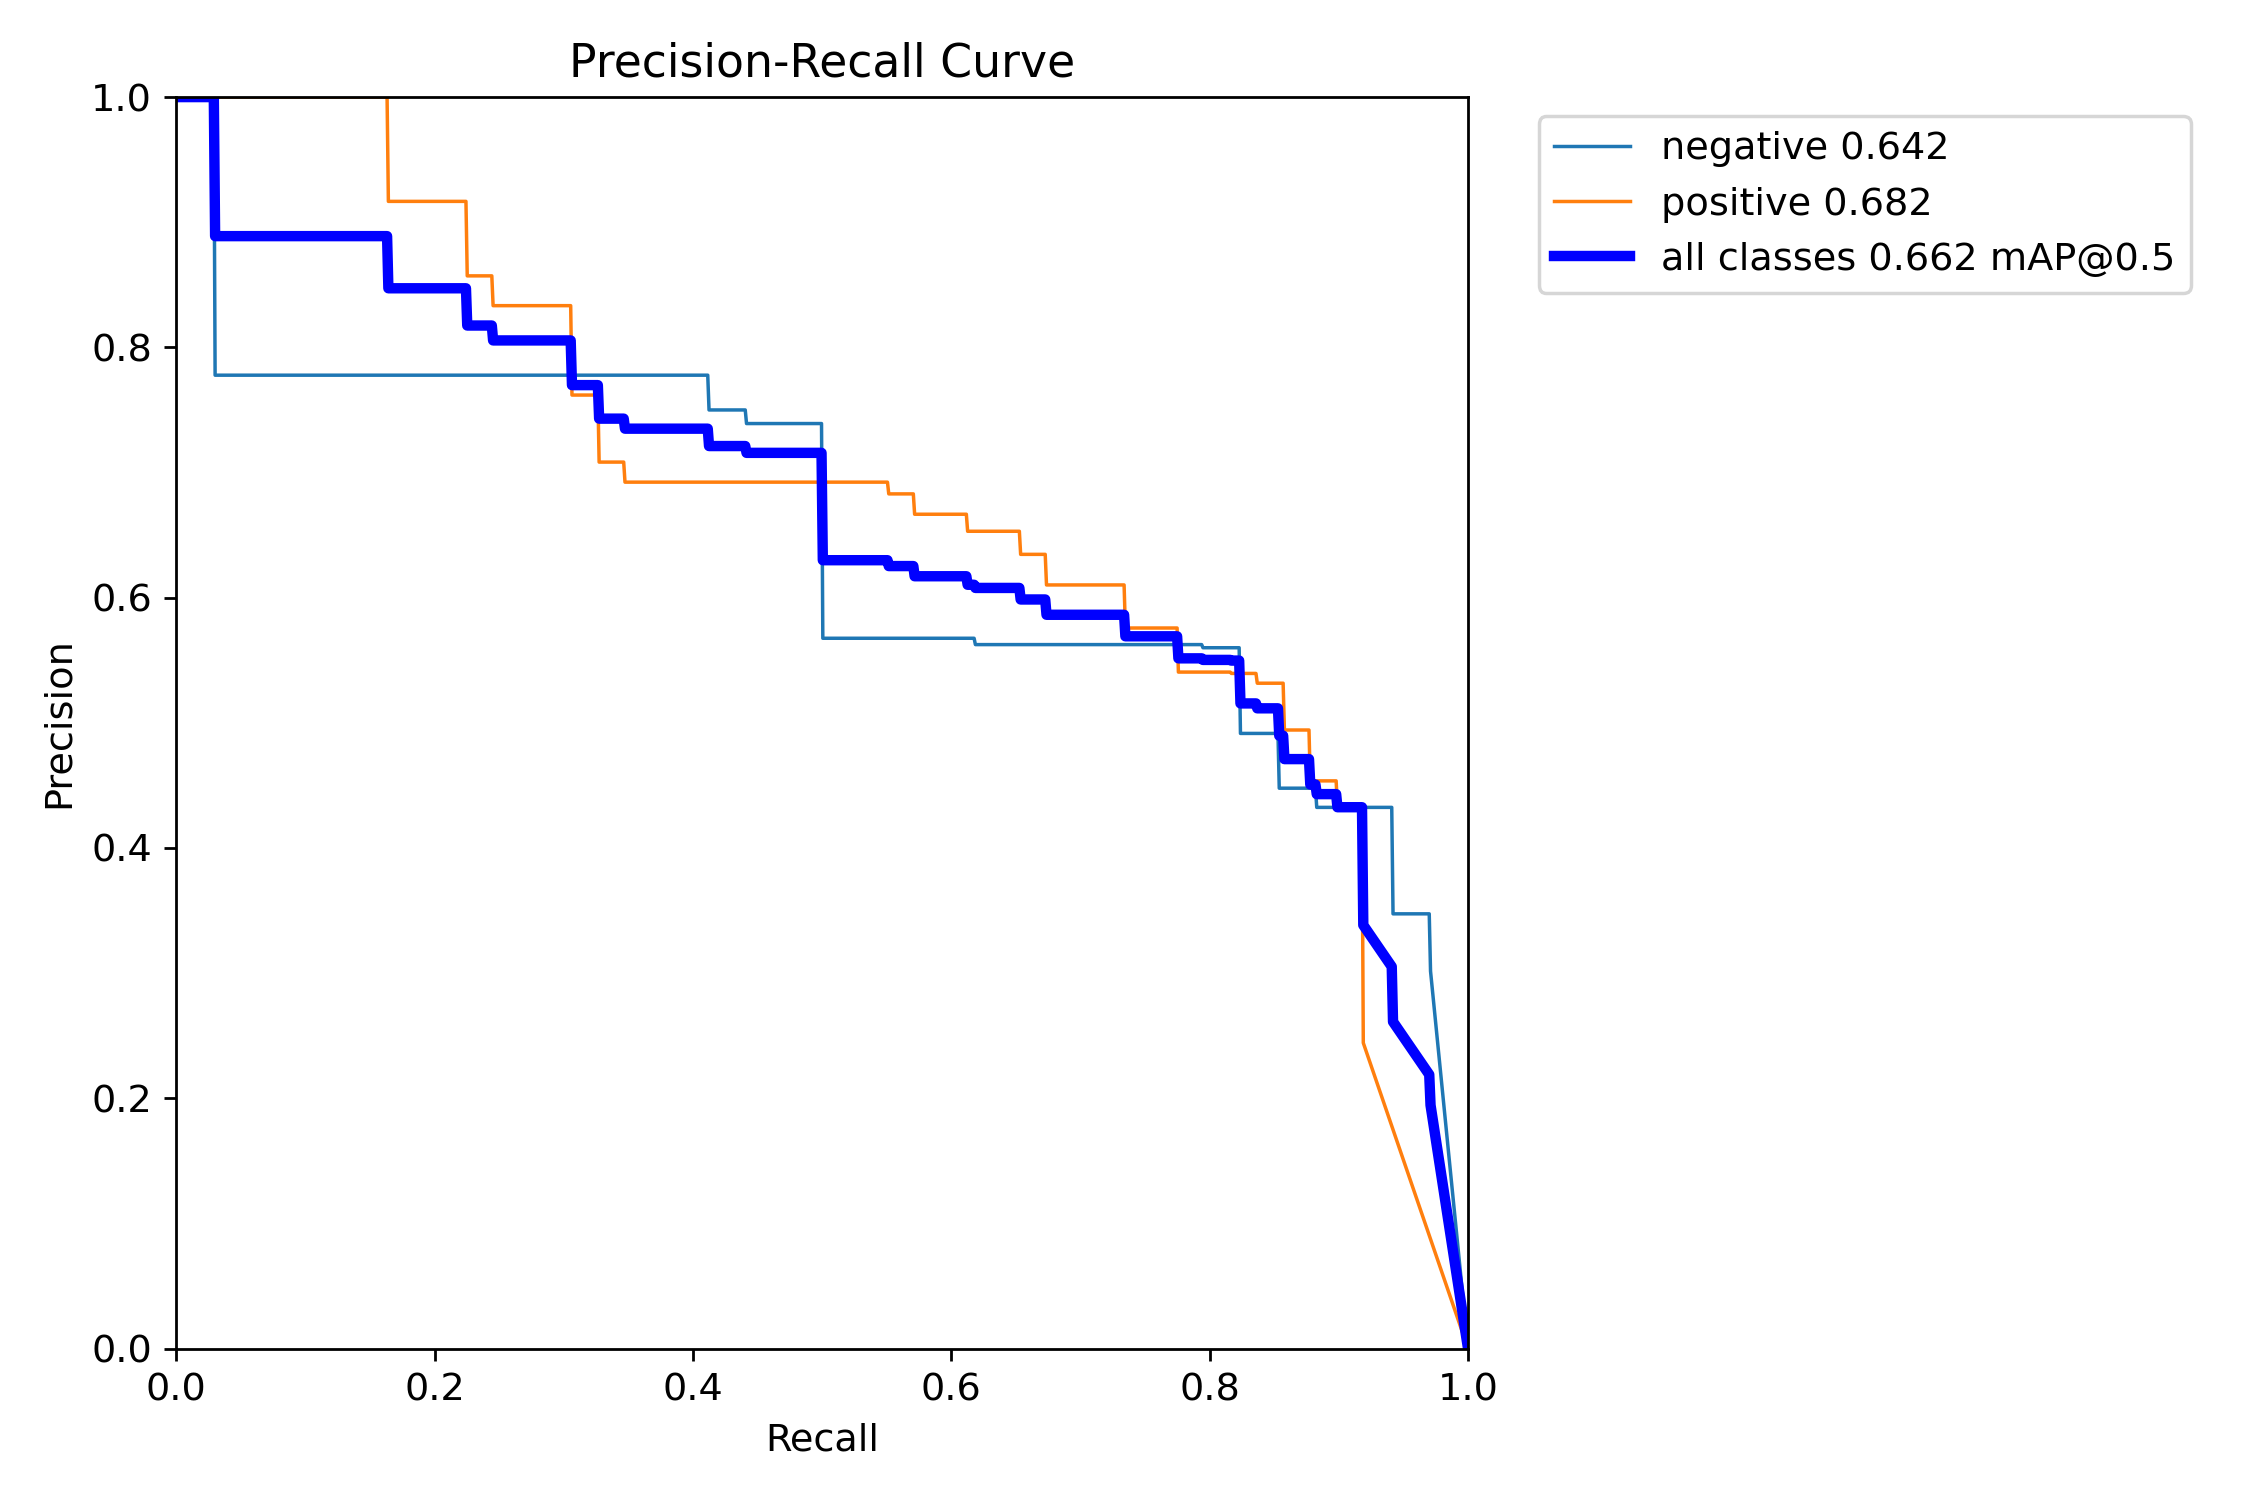 Precision-Recall Curve
negative 0.642
positive 0.682
all classes 0.662 mAP@0.5
Precision
1.0
0.8
0.6
0.4
0.2
0.0
0.0 0.2 0.4 0.6 0.8 1.0
Recall